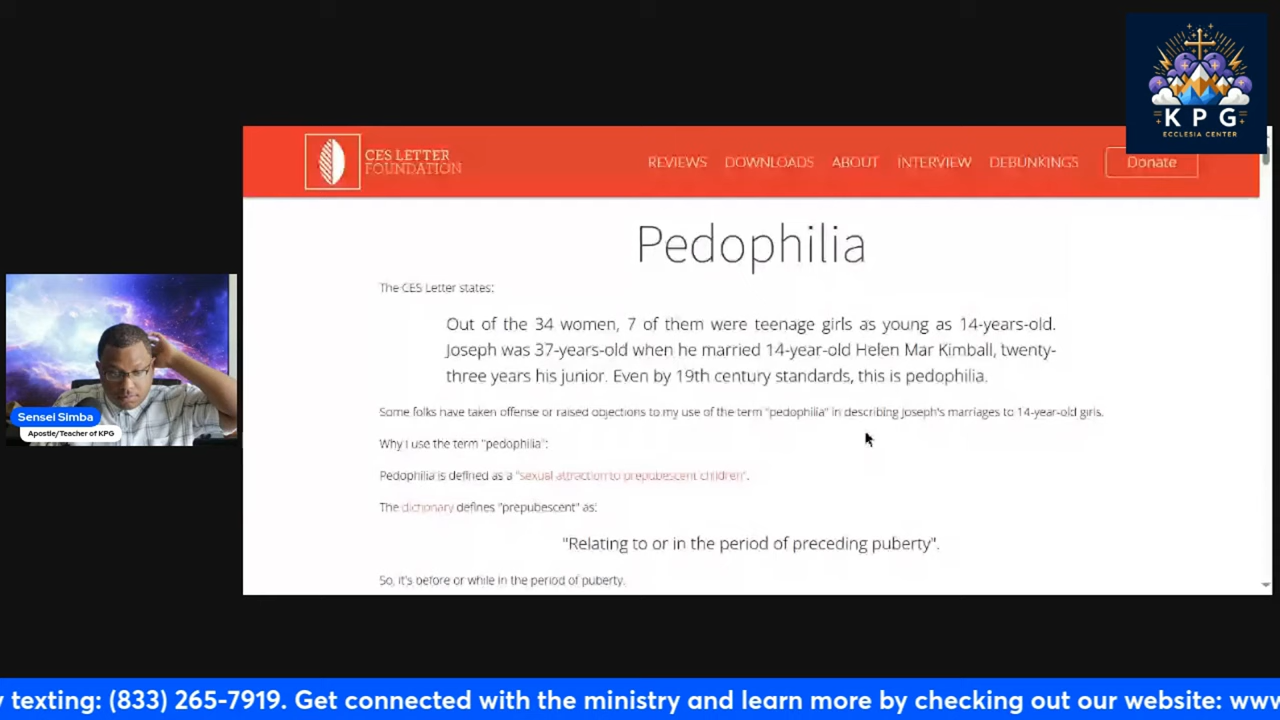 K P G
ECCLESIA CENTER
CES LETTER
FOUNDATION
REVIEWS DOWNLOADS ABOUT INTERVIEW DEBUNKINGS Donate
Pedophilia
The CES Letter states:
Out of the 34 women, 7 of them were teenage girls as young as 14-years-old.
Joseph was 37-years-old when he married 14-year-old Helen Mar Kimball, twenty-
three years his junior. Even by 19th century standards, this is pedophilia.
Some folks have taken offense or raised objections to my use of the term "pedophilia" in describing Joseph's marriages to 14-year-old girls.
Why I use the term "pedophilia":
Pedophilia is defined as a "sexual attraction to prepubescent children".
The dictionary defines "prepubescent" as:
"Relating to or in the period of preceding puberty".
So, it's before or while in the period of puberty.
Sensei Simba
Apostle/Teacher of KPG
texting: (833) 265-7919. Get connected with the ministry and learn more by checking out our website: www